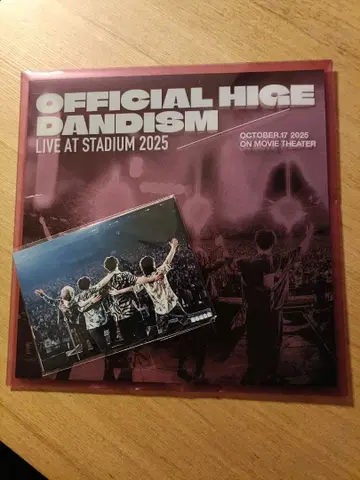 OFFICIAL HIGE
DANDISM
LIVE AT STADIUM 2025
OCTOBER.17 2025
ON MOVIE THEATER